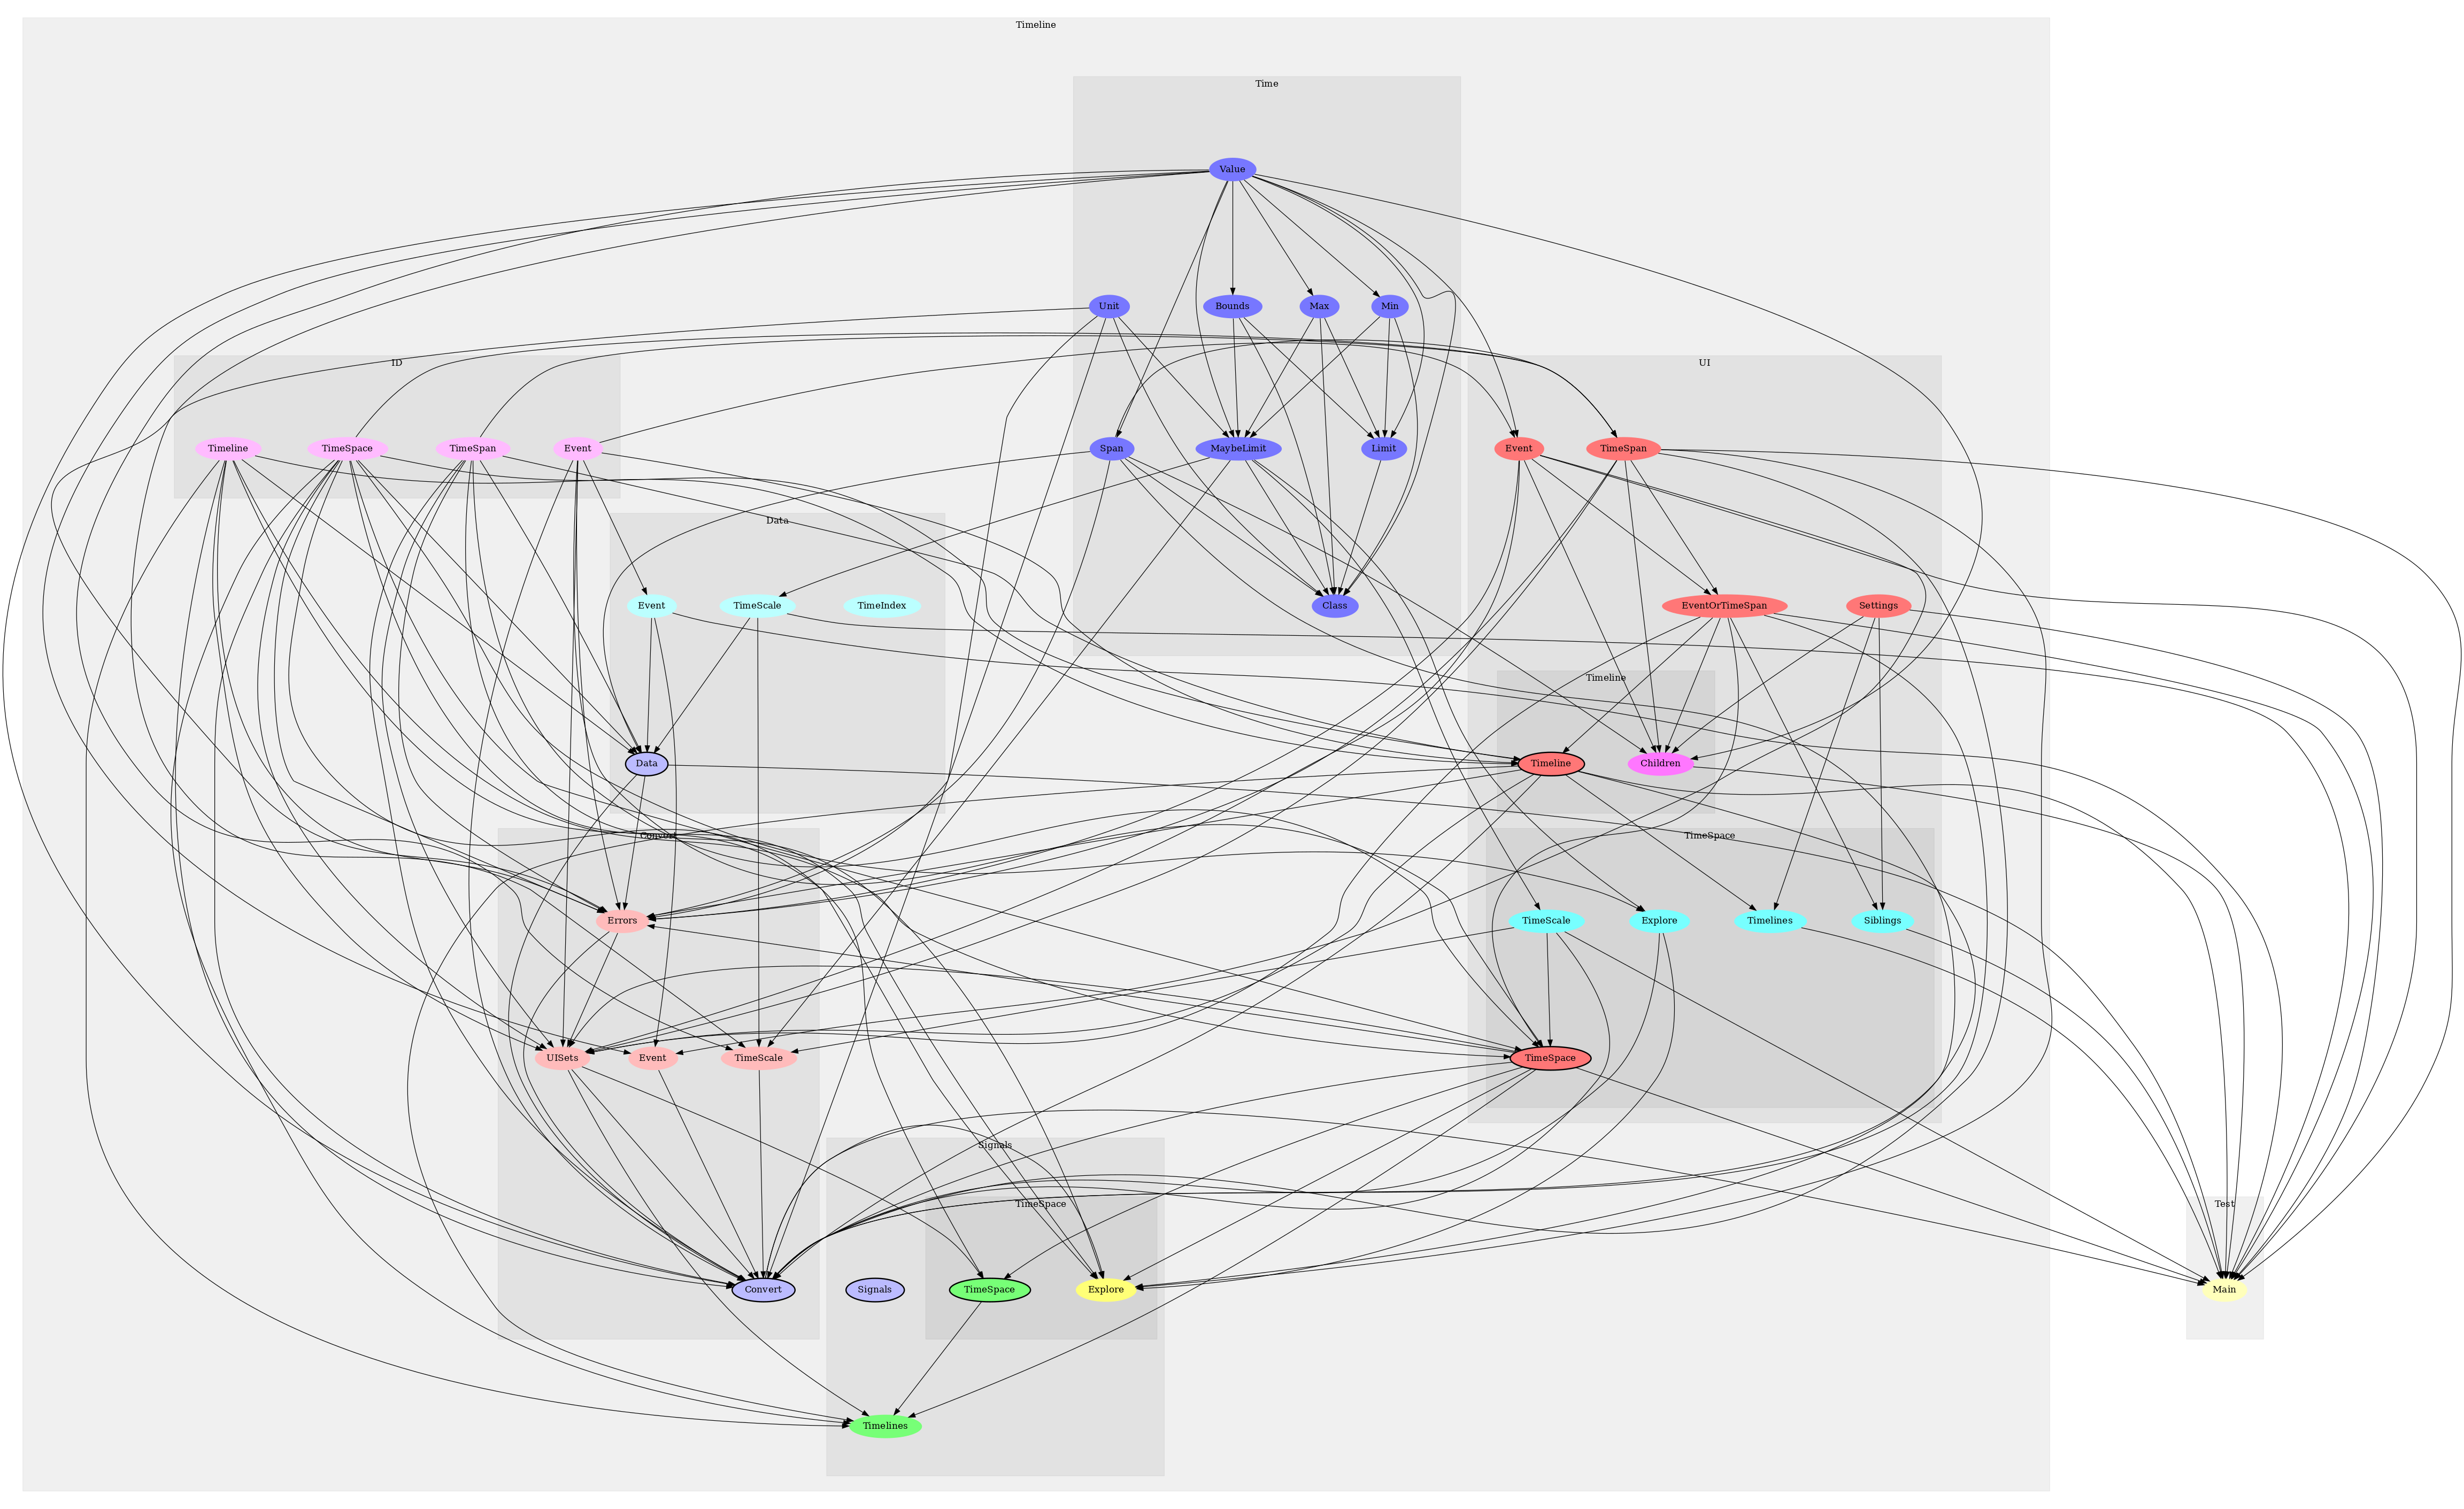 Timeline
Time
Value
Unit
Bounds
Max
Min
ID
UI
Timeline
TimeSpace
TimeSpan
Event
Span
MaybeLimit
Limit
Event
TimeSpan
Data
Event
TimeScale
TimeIndex
Class
EventOrTimeSpan
Settings
Timeline
Data
Timeline
Children
Convert
TimeSpace
Errors
TimeScale
Explore
Timelines
Siblings
UISets
Event
TimeScale
TimeSpace
Signals
TimeSpace
Test
Convert
Signals
TimeSpace
Explore
Main
Timelines